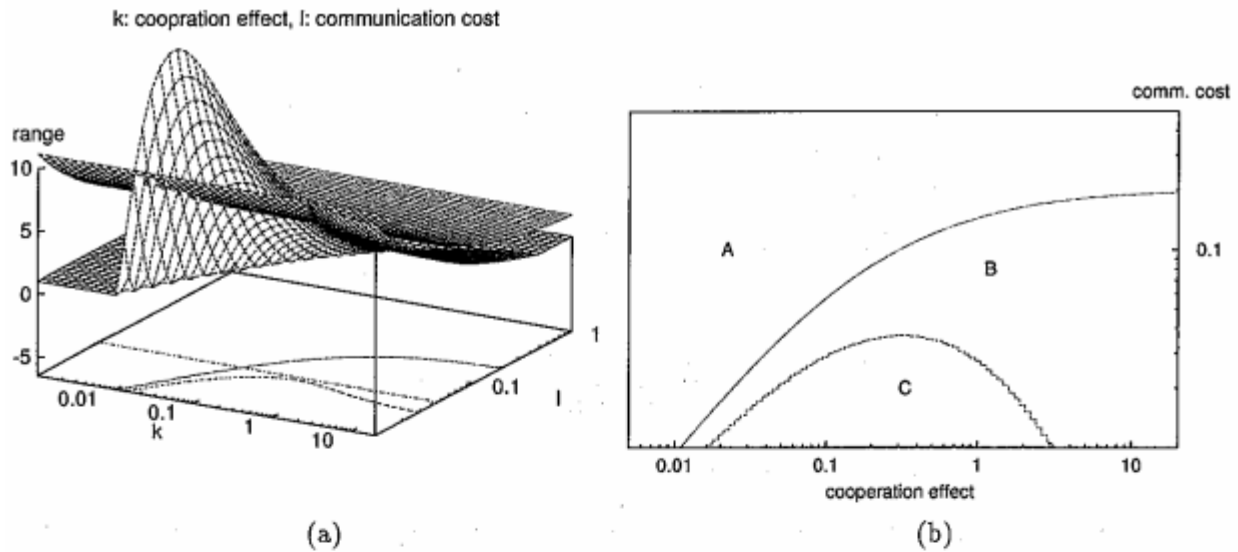 k: coopration effect, l: communication cost
range
10
5
0
-5
0.01
0.1
1
10
k
0.1
1
l
(a)
comm. cost
A
B
C
0.1
0.01
0.1
1
10
cooperation effect
(b)